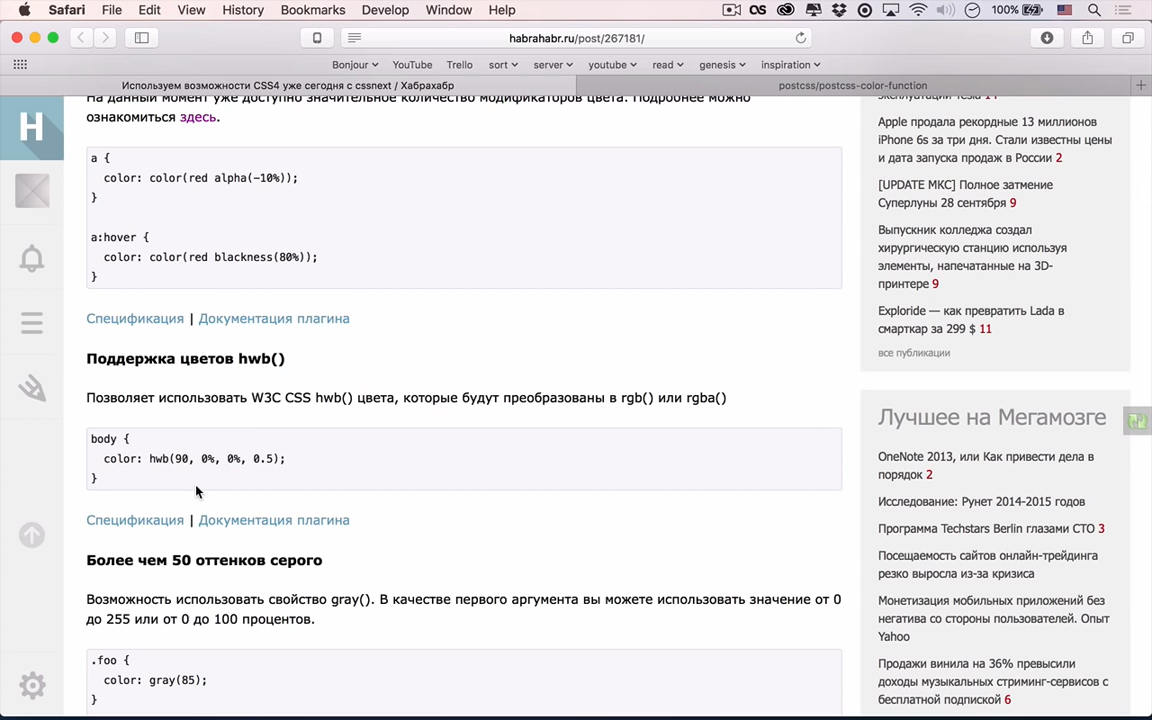 Safari File Edit View History Bookmarks Develop Window Help
100%
habrahabr.ru/post/267181/
Bonjour YouTube Trello sort server youtube read genesis inspiration
Используем возможности CSS4 уже сегодня с cssnext / Хабрахабр
postcss/postcss-color-function
H
На данный момент уже доступно значительное количество модификаторов цвета. Подробнее можно
ознакомиться здесь.
a {
color: color(red alpha(-10%));
}
a:hover {
color: color(red blackness(80%));
}
Спецификация | Документация плагина
Поддержка цветов hwb()
Позволяет использовать W3C CSS hwb() цвета, которые будут преобразованы в rgb() или rgba()
body {
color: hwb(90, 0%, 0%, 0.5);
}
Спецификация | Документация плагина
Более чем 50 оттенков серого
Возможность использовать свойство gray(). В качестве первого аргумента вы можете использовать значение от 0
до 255 или от 0 до 100 процентов.
.foo {
color: gray(85);
}
эксплуатации Tesla 14
Apple продала рекордные 13 миллионов
iPhone 6s за три дня. Стали известны цены
и дата запуска продаж в России 2
[UPDATE МКС] Полное затмение
Суперлуны 28 сентября 9
Выпускник колледжа создал
хирургическую станцию используя
элементы, напечатанные на 3D-
принтере 9
Exploride — как превратить Lada в
смарткар за 299 $ 11
все публикации
Лучшее на Мегамозге
OneNote 2013, или Как привести дела в
порядок 2
Исследование: Рунет 2014-2015 годов
Программа Techstars Berlin глазами CTO 3
Посещаемость сайтов онлайн-трейдинга
резко выросла из-за кризиса
Монетизация мобильных приложений без
негатива со стороны пользователей. Опыт
Yahoo
Продажи винила на 36% превысили
доходы музыкальных стриминг-сервисов с
бесплатной подпиской 6